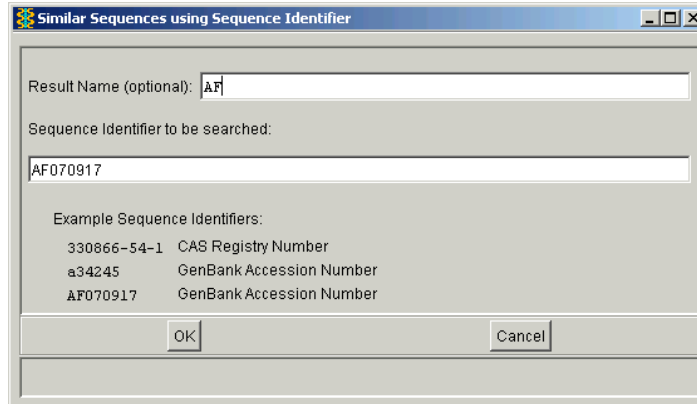 Similar Sequences using Sequence Identifier
Result Name (optional): AF
Sequence Identifier to be searched:
AF070917
Example Sequence Identifiers:
330866-54-1 CAS Registry Number
a34245 GenBank Accession Number
AF070917 GenBank Accession Number
OK Cancel